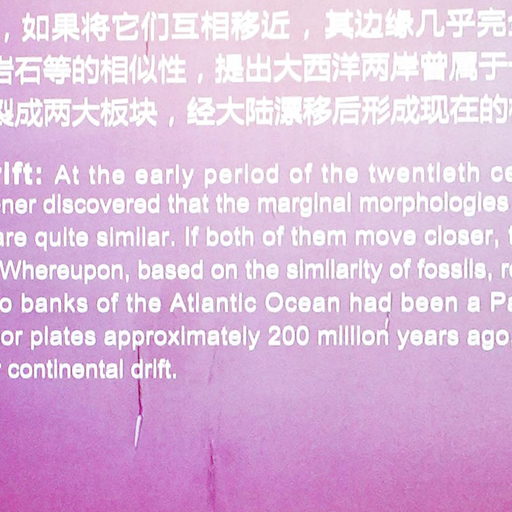 ，如果将它们互相移近，其边缘几乎完
岩石等的相似性，提出大西洋两岸曾属于
裂成两大板块，经大陆漂移后形成现在的
ift: At the early period of the twentieth ce
ener discovered that the marginal morphologies
are quite similar. If both of them move closer,
Whereupon, based on the similarity of fossils, r
o banks of the Atlantic Ocean had been a Pa
or plates approximately 200 million years ago
continental drift.